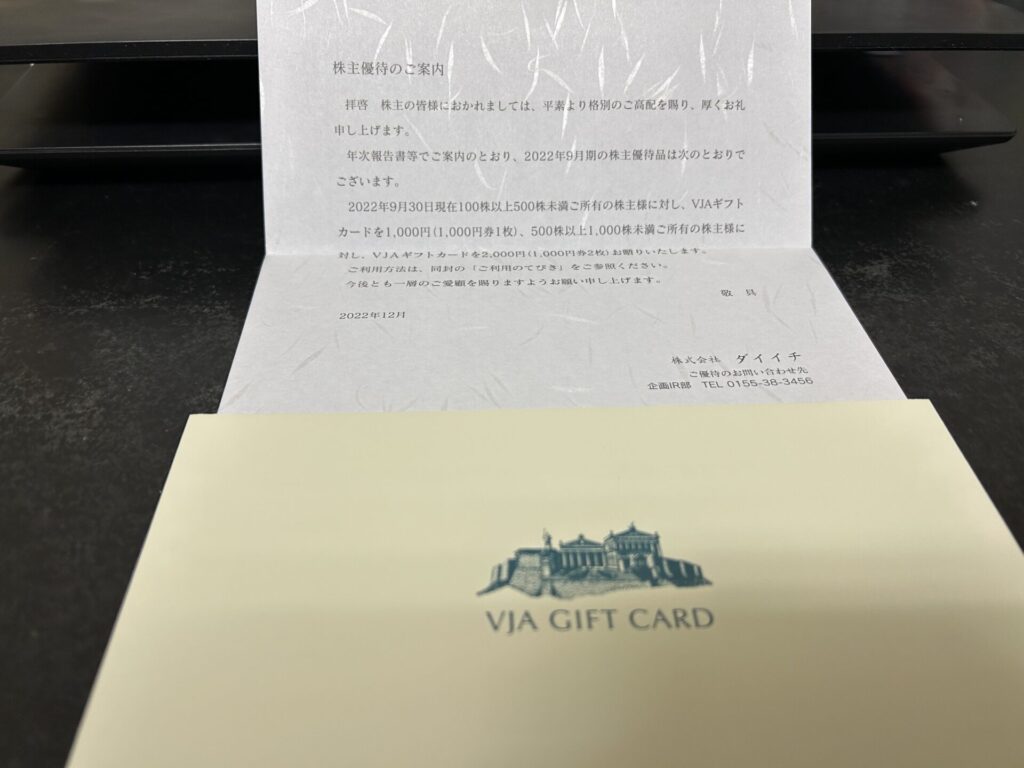 株主優待のご案内
拝啓　株主の皆様におかれましては、平素より格別のご高配を賜り、厚くお礼
申し上げます。
年次報告書等でご案内のとおり、2022年9月期の株主優待品は次のとおりで
ございます。
2022年9月30日現在100株以上500株未満ご所有の株主様に対し、VJAギフト
カードを1,000円(1,000円券1枚)、500株以上1,000株未満ご所有の株主様に
対し、VJAギフトカードを2,000円(1,000円券2枚)お贈りいたします。
ご利用方法は、同封の「ご利用のてびき」をご参照ください。
今後とも一層のご愛顧を賜りますようお願い申し上げます。
敬　具
2022年12月
株式会社　ダイイチ
ご優待のお問い合わせ先
企画IR部　TEL 0155-38-3456
VJA GIFT CARD